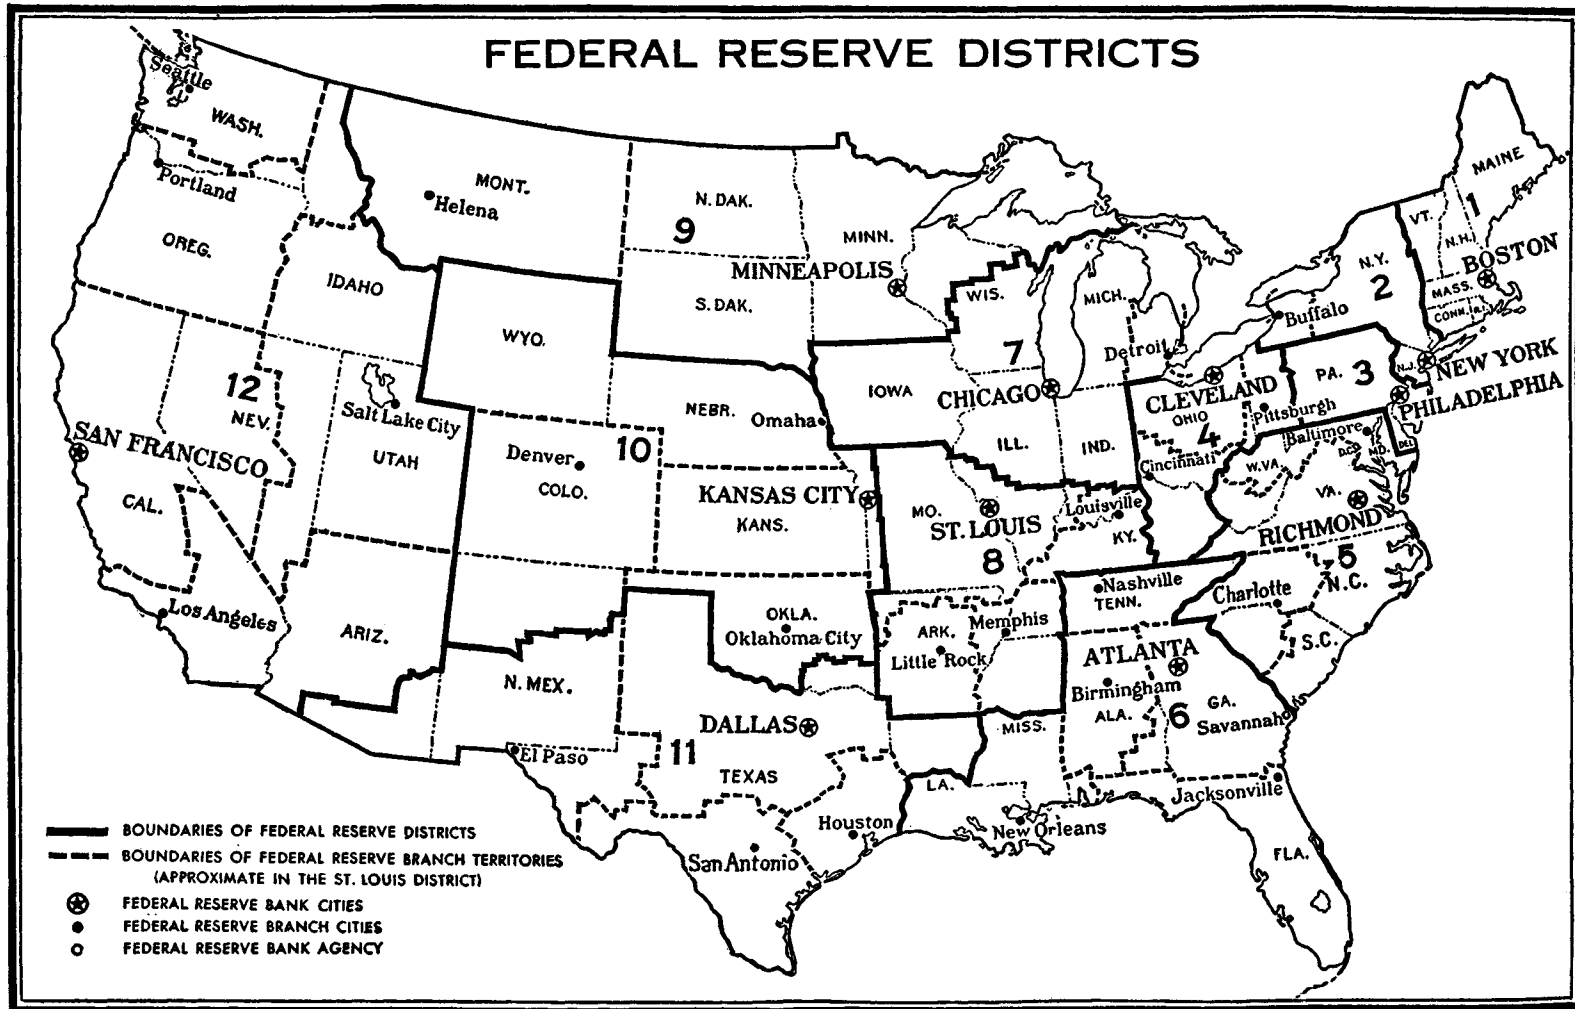 FEDERAL RESERVE DISTRICTS
Seattle
WASH.
Portland
OREG.
MONT.
Helena
IDAHO
N. DAK.
9
MINN.
MINNEAPOLIS
S. DAK.
WYO.
WIS.
MICH.
7
Detroit
MAINE
VT.
1
N.H.
BOSTON
N.Y.
2
MASS.
CONN.
R.I.
Buffalo
NEW YORK
N.J.
PA.
3
PHILADELPHIA
12
NEV.
SAN FRANCISCO
CAL.
Salt Lake City
UTAH
NEBR.
Omaha
IOWA
CHICAGO
ILL.
IND.
CLEVELAND
OHIO
4
Pittsburgh
Cincinnati
Baltimore
D.C.
MD.
DEL
W.VA.
VA.
RICHMOND
5
10
Denver
COLO.
KANSAS CITY
KANS.
MO.
ST. LOUIS
8
Louisville
KY.
Los Angeles
ARIZ.
N. MEX.
OKLA.
Oklahoma City
ARK.
Little Rock
Memphis
Nashville
TENN.
Charlotte
N.C.
S.C.
ATLANTA
Birmingham
ALA.
6
GA.
Savannah
MISS.
DALLAS
11
El Paso
TEXAS
LA.
Jacksonville
Houston
New Orleans
San Antonio
FLA.
BOUNDARIES OF FEDERAL RESERVE DISTRICTS
BOUNDARIES OF FEDERAL RESERVE BRANCH TERRITORIES
(APPROXIMATE IN THE ST. LOUIS DISTRICT)
FEDERAL RESERVE BANK CITIES
FEDERAL RESERVE BRANCH CITIES
FEDERAL RESERVE BANK AGENCY